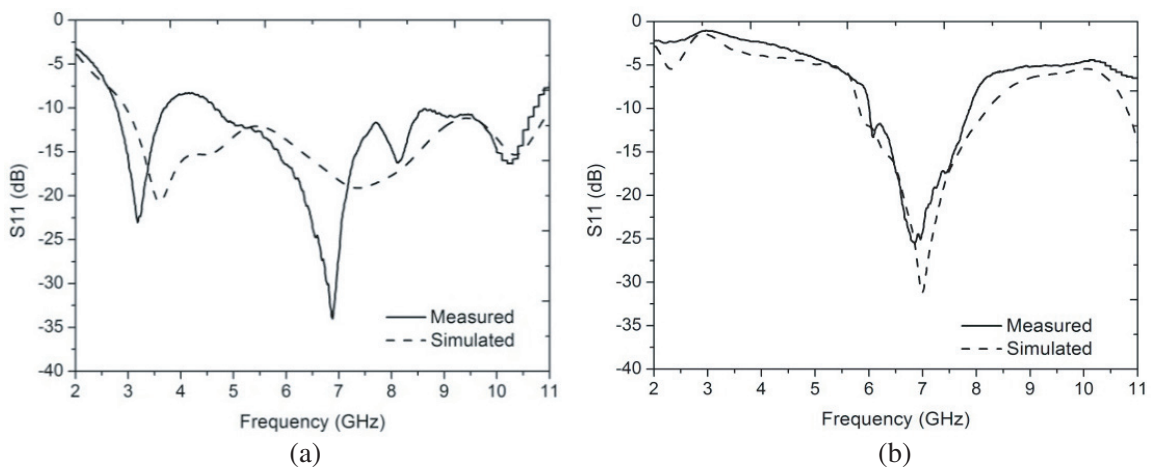 0
-5
-10
-15
-20
-25
-30
-35
-40
S11 (dB)
Measured
Simulated
2 3 4 5 6 7 8 9 10 11
Frequency (GHz)
(a)
0
-5
-10
-15
-20
-25
-30
-35
-40
S11 (dB)
Measured
Simulated
2 3 4 5 6 7 8 9 10 11
Frequency (GHz)
(b)